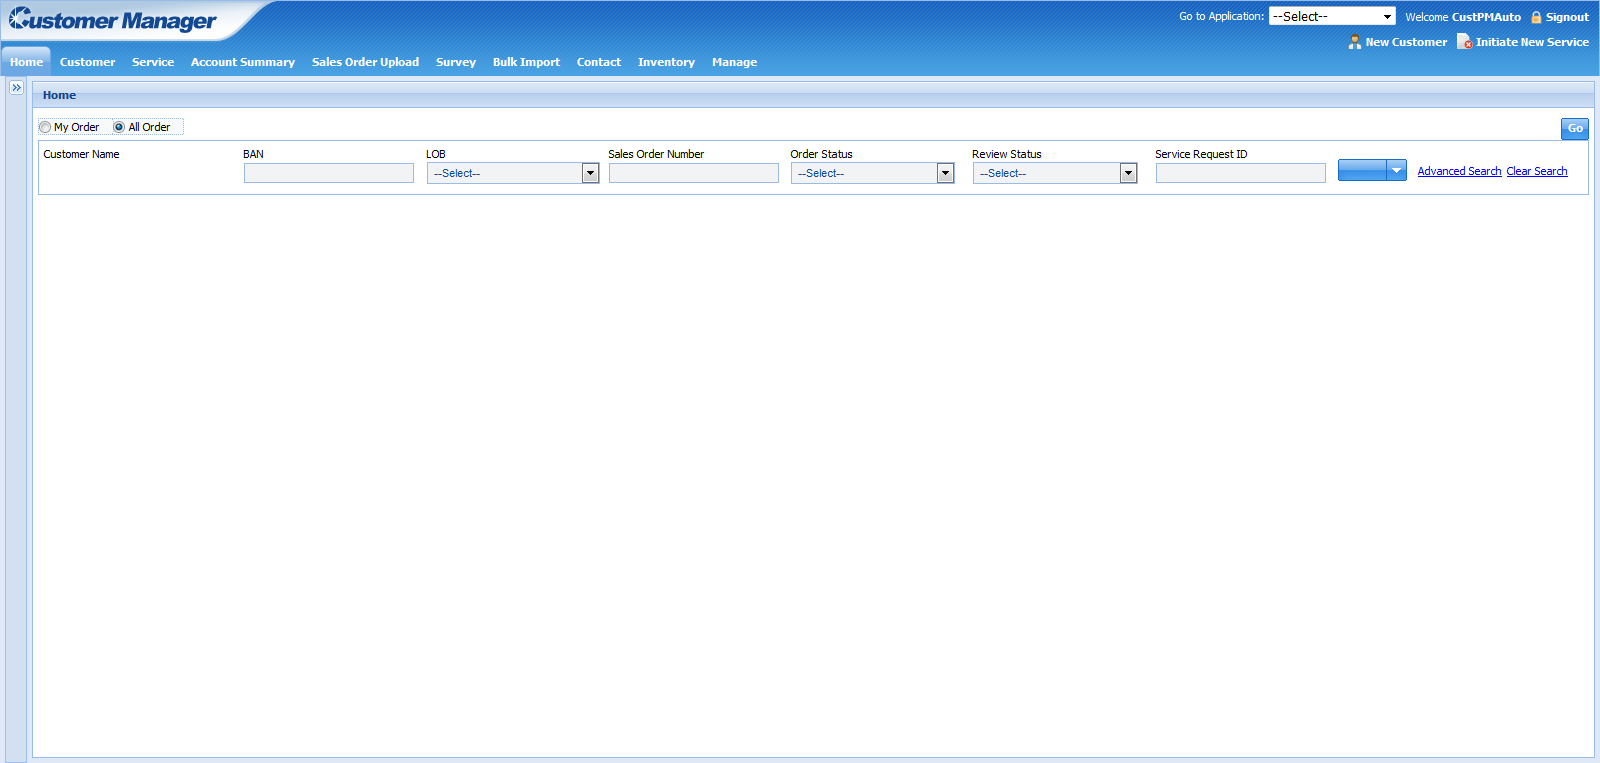 Customer Manager
Go to Application: --Select-- Welcome CustPMAuto Signout
New Customer Initiate New Service
Home Customer Service Account Summary Sales Order Upload Survey Bulk Import Contact Inventory Manage
Home
My Order All Order
Go
Customer Name BAN LOB Sales Order Number Order Status Review Status Service Request ID
--Select-- --Select-- --Select-- Advanced Search Clear Search